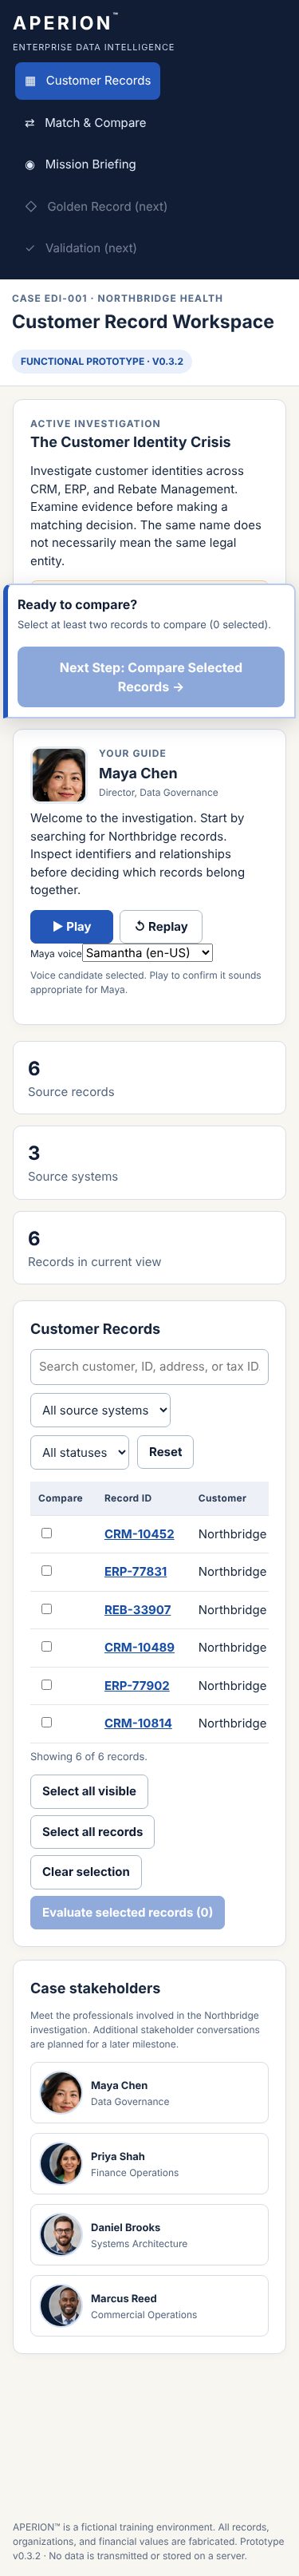 APERION™
ENTERPRISE DATA INTELLIGENCE
Customer Records
Match & Compare
Mission Briefing
Golden Record (next)
Validation (next)
CASE EDI-001 · NORTHBRIDGE HEALTH
Customer Record Workspace
FUNCTIONAL PROTOTYPE · V0.3.2
ACTIVE INVESTIGATION
The Customer Identity Crisis
Investigate customer identities across
CRM, ERP, and Rebate Management.
Examine evidence before making a
matching decision. The same name does
not necessarily mean the same legal
entity.
Ready to compare?
Select at least two records to compare (0 selected).
Next Step: Compare Selected
Records →
YOUR GUIDE
Maya Chen
Director, Data Governance
Welcome to the investigation. Start by
searching for Northbridge records.
Inspect identifiers and relationships
before deciding which records belong
together.
▶ Play ↺ Replay
Maya voice Samantha (en-US)
Voice candidate selected. Play to confirm it sounds
appropriate for Maya.
6
Source records
3
Source systems
6
Records in current view
Customer Records
Search customer, ID, address, or tax ID
All source systems
All statuses Reset
Compare Record ID Customer
CRM-10452 Northbridge
ERP-77831 Northbridge
REB-33907 Northbridge
CRM-10489 Northbridge
ERP-77902 Northbridge
CRM-10814 Northbridge
Showing 6 of 6 records.
Select all visible
Select all records
Clear selection
Evaluate selected records (0)
Case stakeholders
Meet the professionals involved in the Northbridge
investigation. Additional stakeholder conversations
are planned for a later milestone.
Maya Chen
Data Governance
Priya Shah
Finance Operations
Daniel Brooks
Systems Architecture
Marcus Reed
Commercial Operations
APERION™ is a fictional training environment. All records,
organizations, and financial values are fabricated. Prototype
v0.3.2 · No data is transmitted or stored on a server.